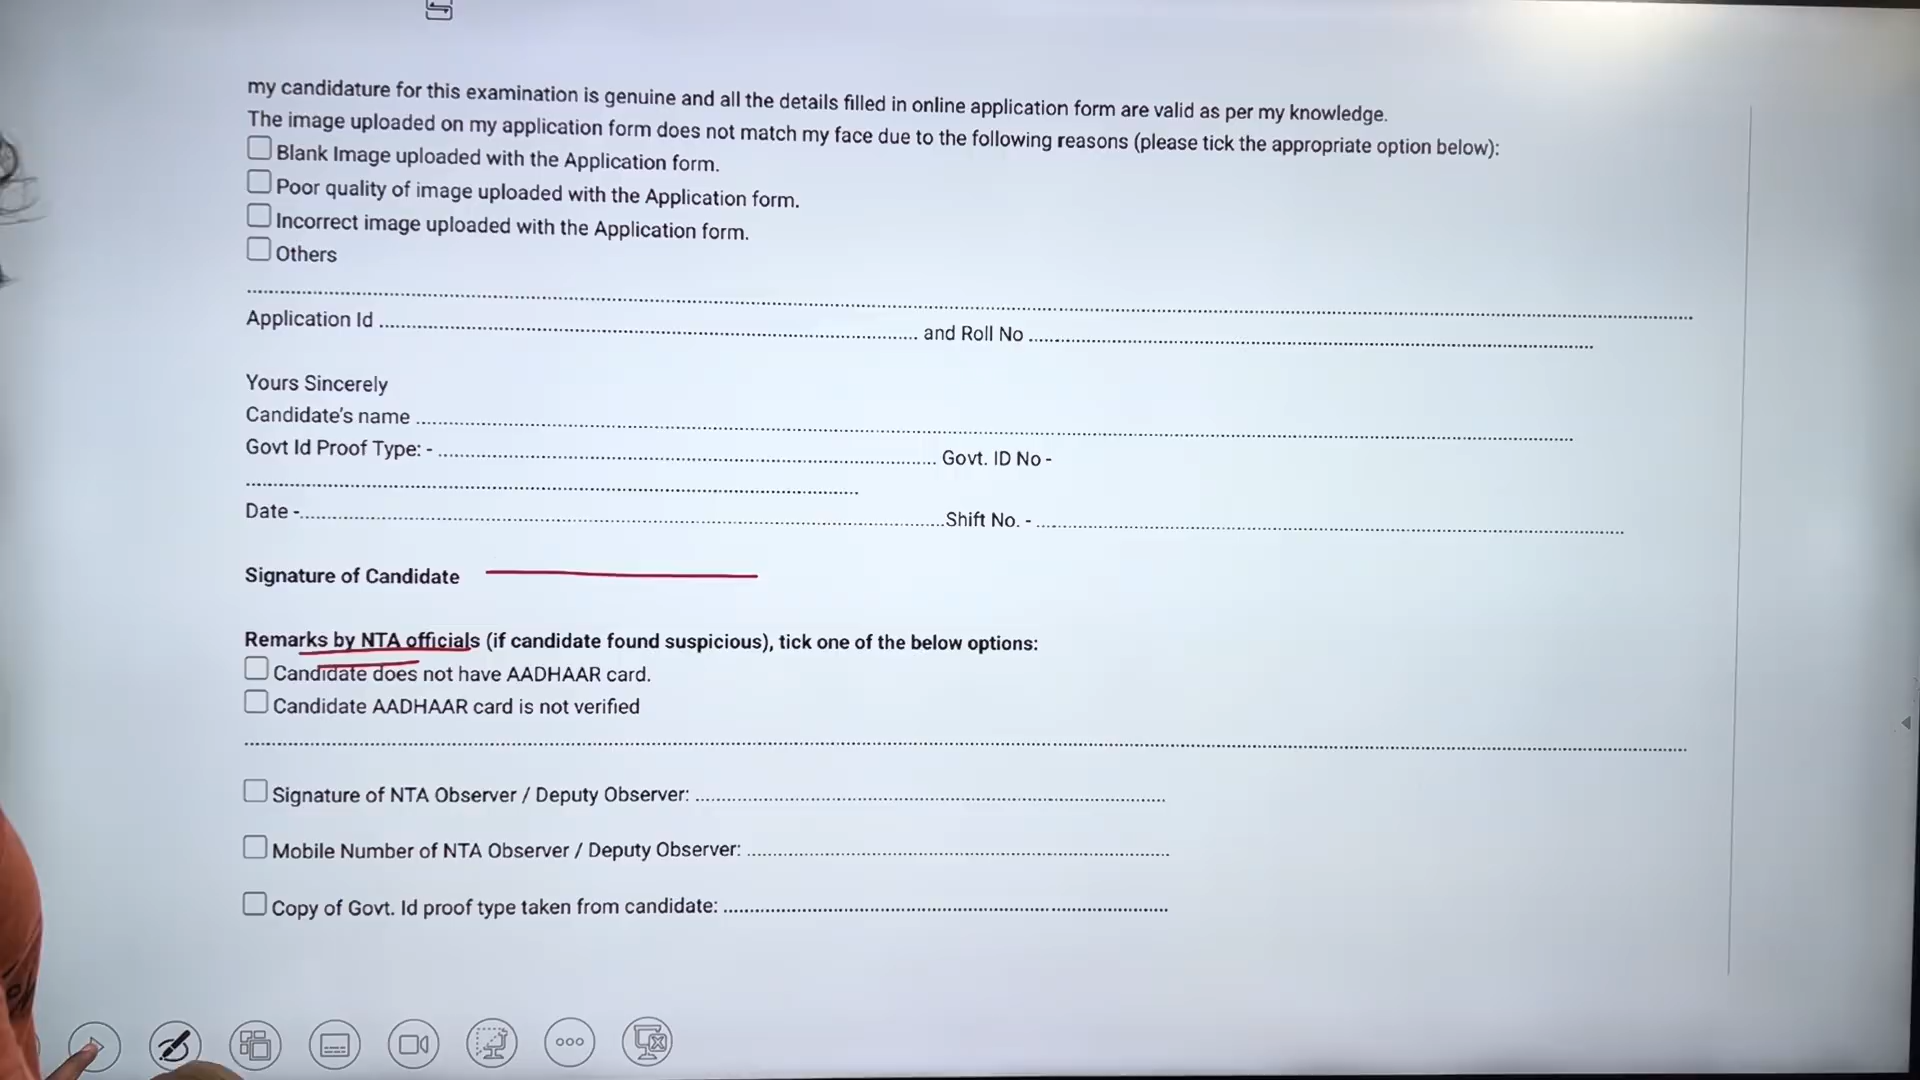 my candidature for this examination is genuine and all the details filled in online application form are valid as per my knowledge.
The image uploaded on my application form does not match my face due to the following reasons (please tick the appropriate option below):
Blank Image uploaded with the Application form.
Poor quality of image uploaded with the Application form.
Incorrect image uploaded with the Application form.
Others
Application Id ........ and Roll No ........
Yours Sincerely
Candidate's name ........
Govt Id Proof Type: - ........ Govt. ID No -
Date -........Shift No. - ........
Signature of Candidate
Remarks by NTA officials (if candidate found suspicious), tick one of the below options:
Candidate does not have AADHAAR card.
Candidate AADHAAR card is not verified
Signature of NTA Observer / Deputy Observer: ........
Mobile Number of NTA Observer / Deputy Observer: ........
Copy of Govt. Id proof type taken from candidate: ........